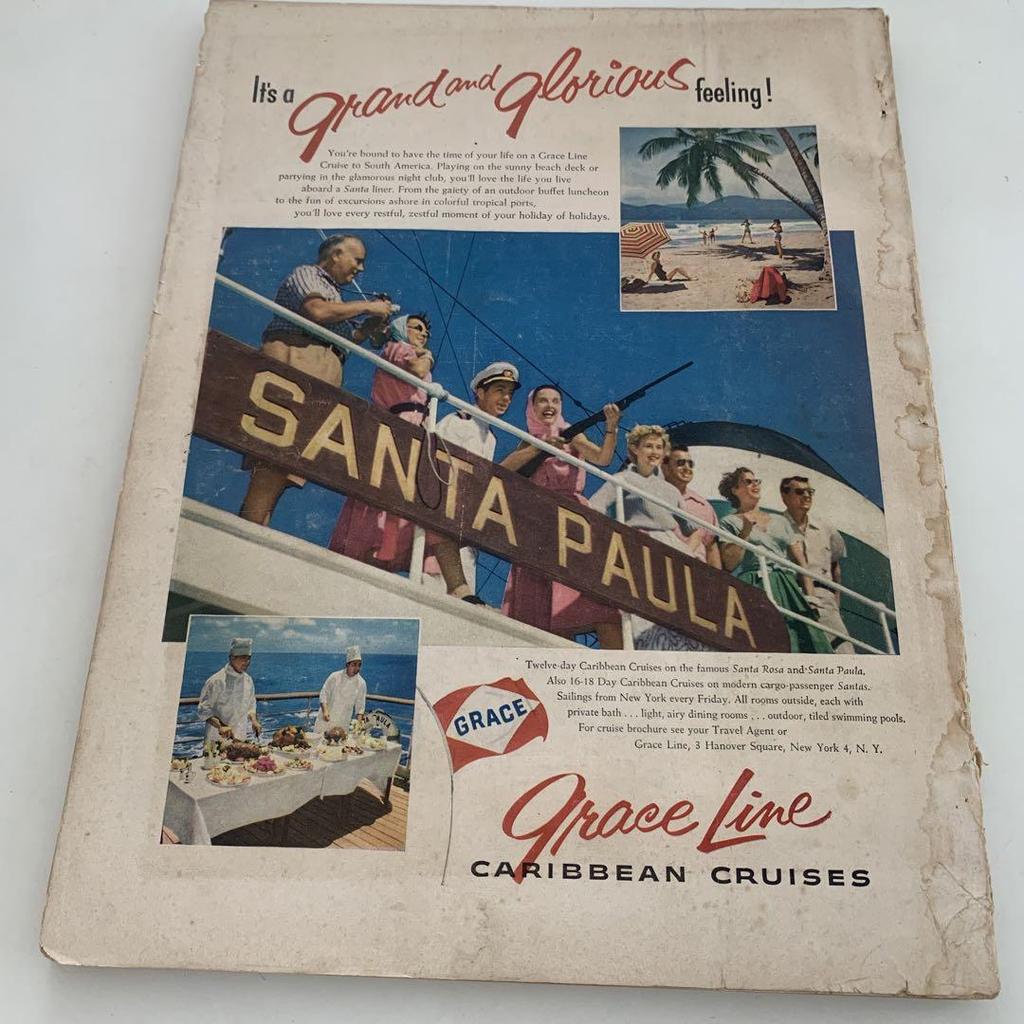 It's a grand and glorious feeling!
You're bound to have the time of your life on a Grace Line
Cruise to South America. Playing on the sunny beach deck or
partying in the glamorous night club, you'll love the life you live
aboard a Santa liner. From the gaiety of an outdoor buffet luncheon
to the fun of excursions ashore in colorful tropical ports,
you'll love every restful, zestful moment of your holiday of holidays.
SANTA PAULA
Twelve-day Caribbean Cruises on the famous Santa Rosa and Santa Paula.
Also 16-18 Day Caribbean Cruises on modern cargo-passenger Santas.
Sailings from New York every Friday. All rooms outside, each with
private bath . . . light, airy dining rooms . . . outdoor, tiled swimming pools.
For cruise brochure see your Travel Agent or
Grace Line, 3 Hanover Square, New York 4, N. Y.
GRACE
Grace Line
CARIBBEAN CRUISES